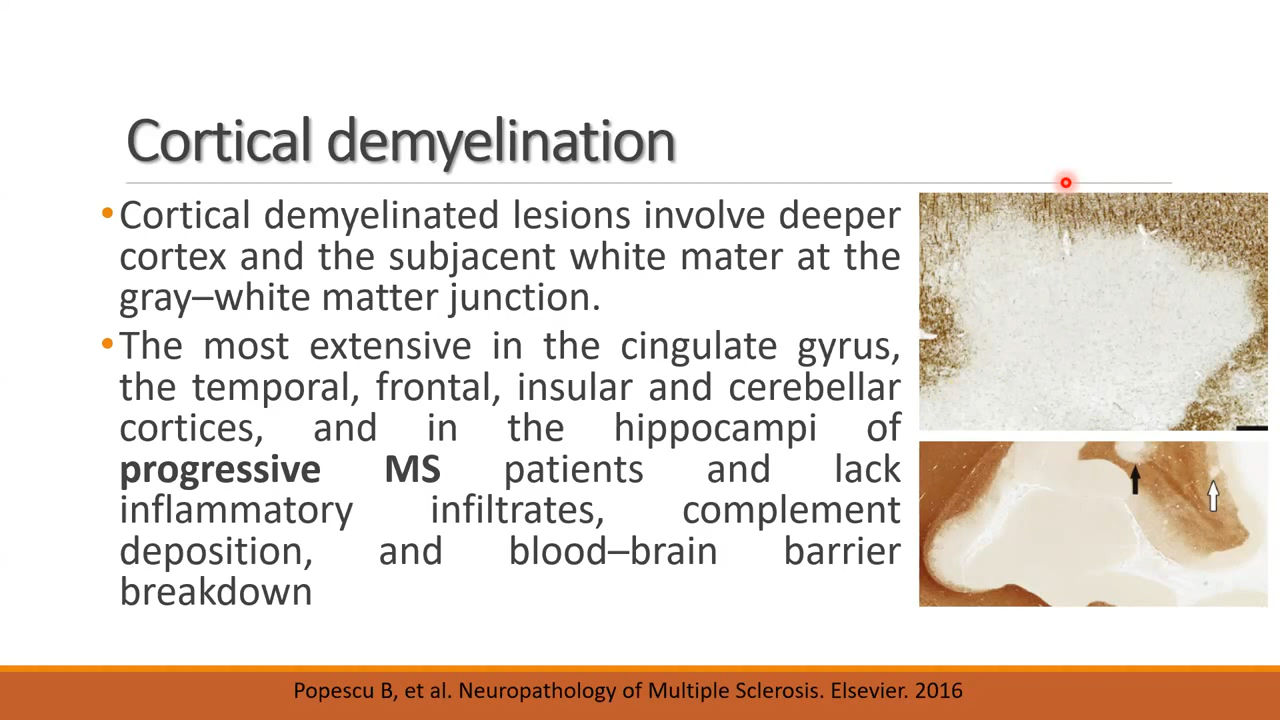 Cortical demyelination
•Cortical demyelinated lesions involve deeper
cortex and the subjacent white mater at the
gray–white matter junction.
•The most extensive in the cingulate gyrus,
the temporal, frontal, insular and cerebellar
cortices, and in the hippocampi of
progressive MS patients and lack
inflammatory infiltrates, complement
deposition, and blood–brain barrier
breakdown
Popescu B, et al. Neuropathology of Multiple Sclerosis. Elsevier. 2016